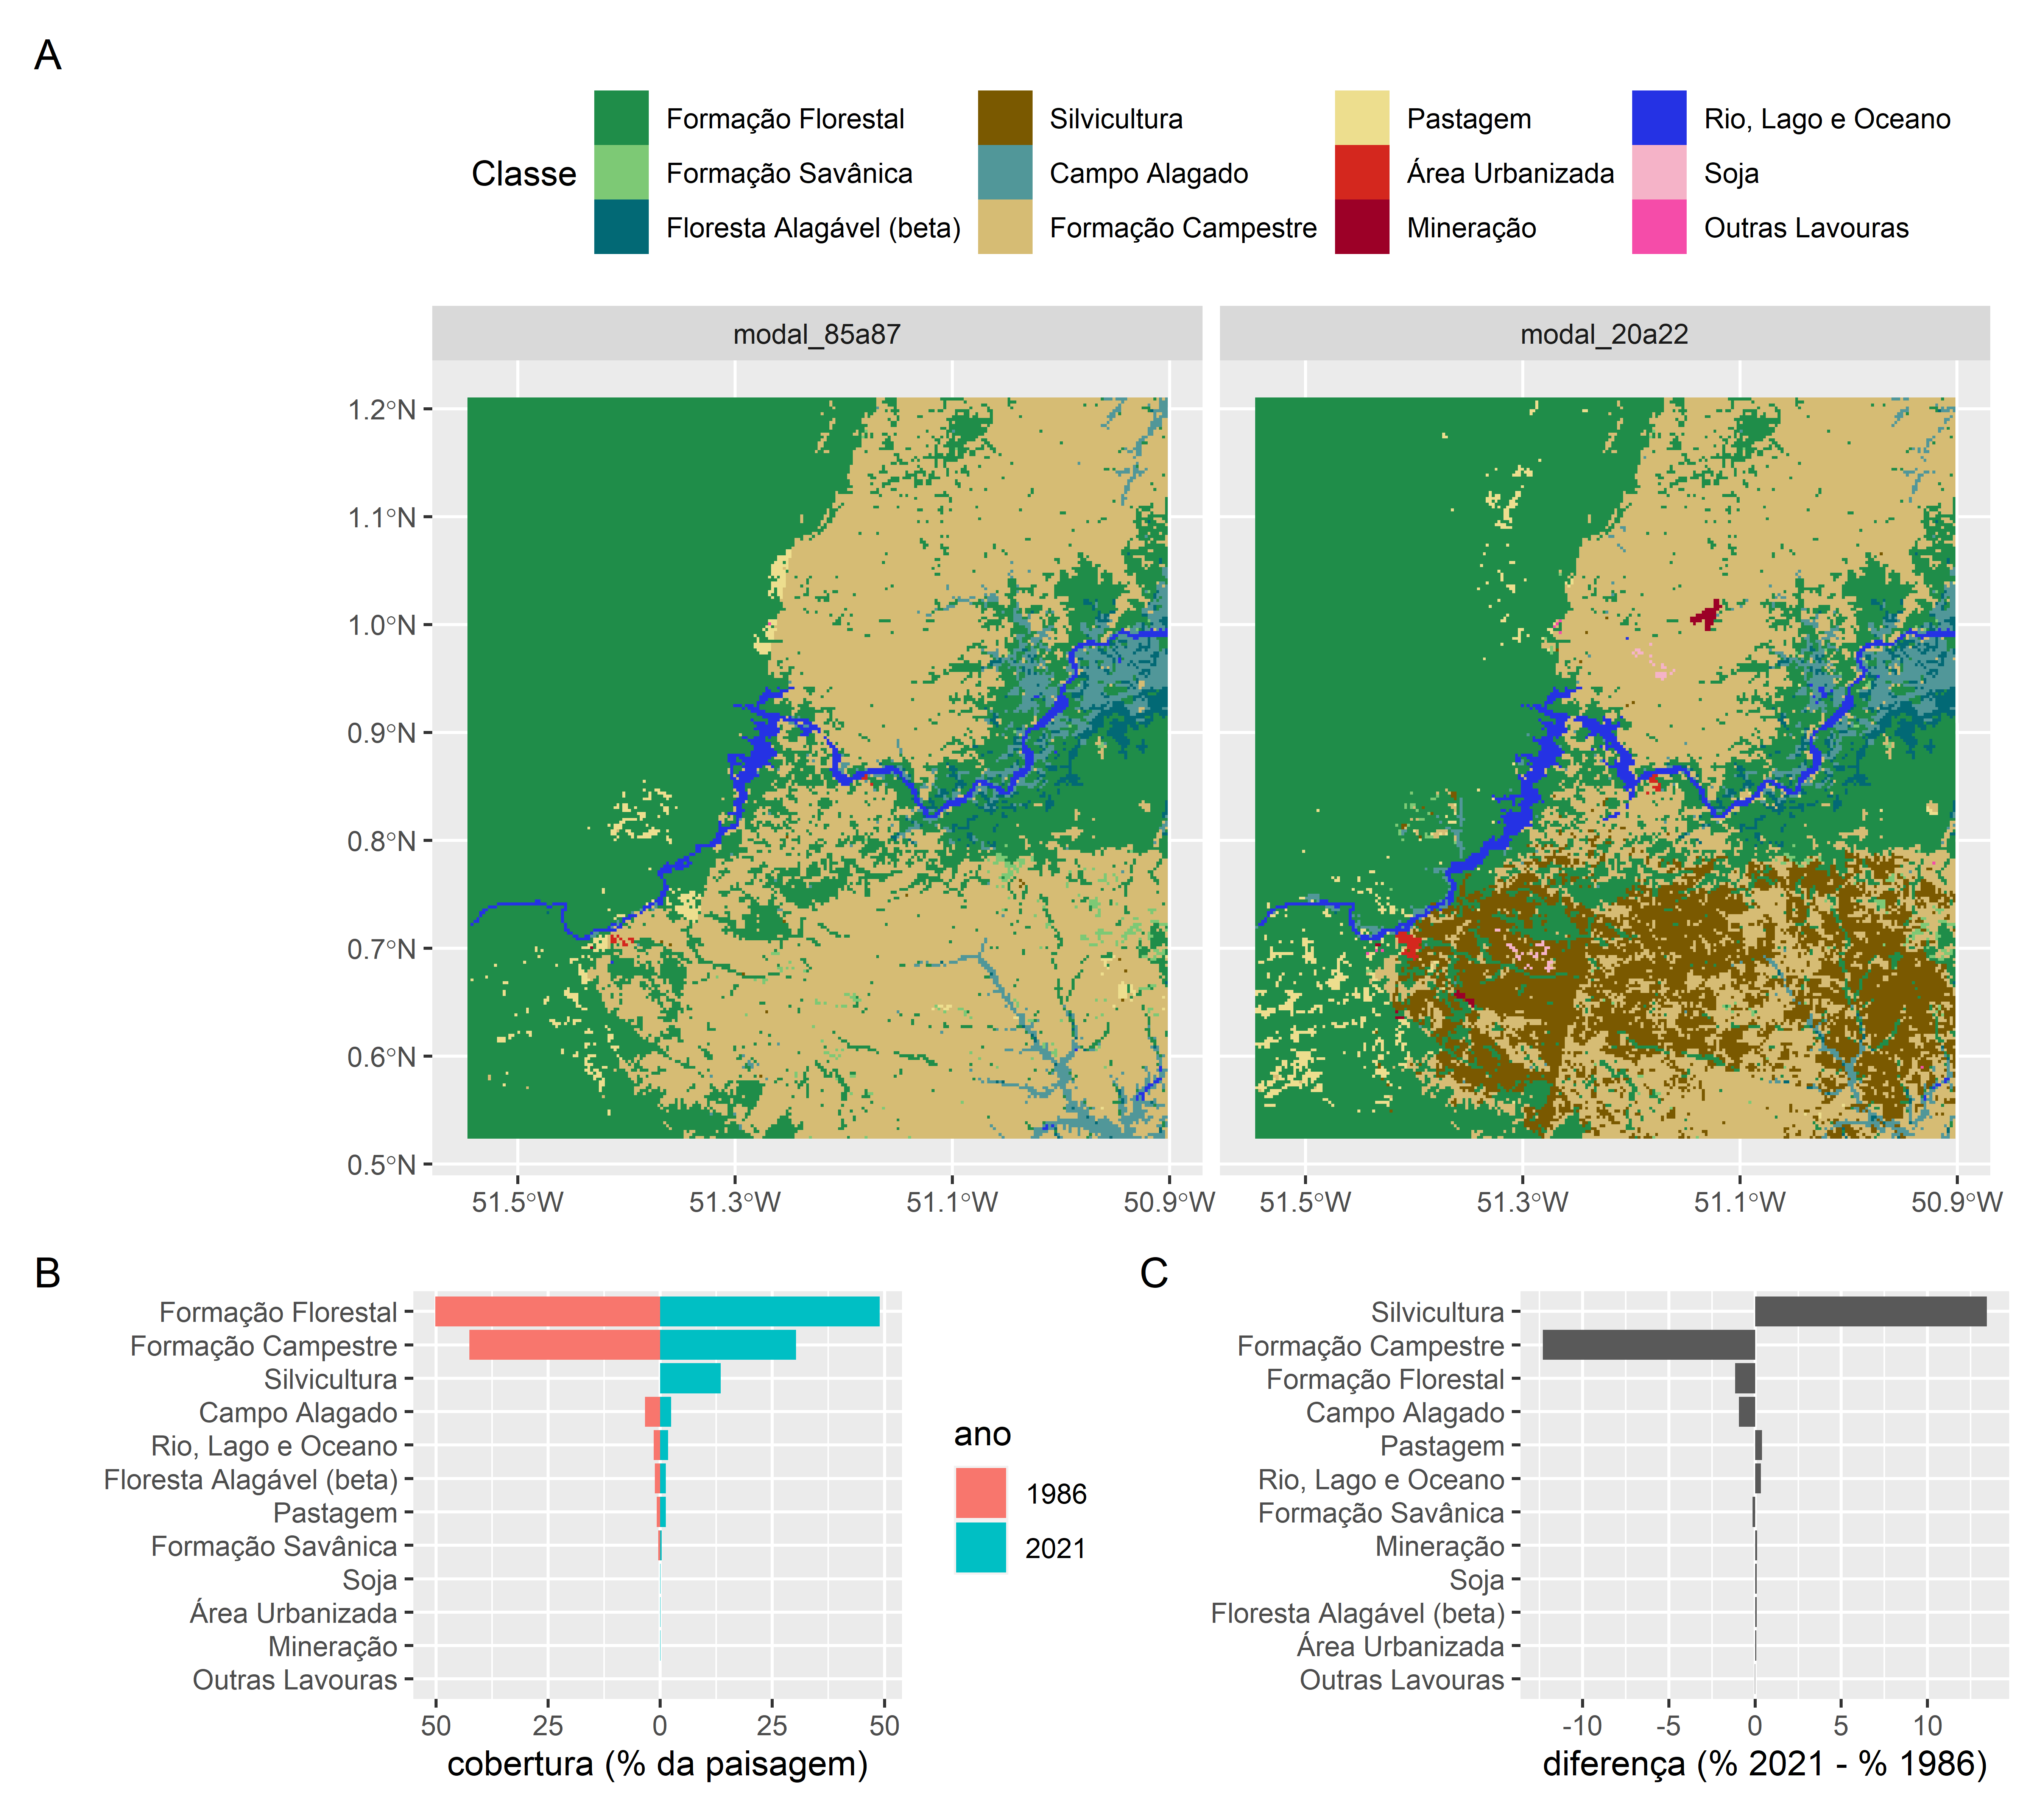 A
Classe
Formação Florestal
Formação Savânica
Floresta Alagável (beta)
Silvicultura
Campo Alagado
Formação Campestre
Pastagem
Área Urbanizada
Mineração
Rio, Lago e Oceano
Soja
Outras Lavouras
modal_85a87
modal_20a22
1.2°N
1.1°N
1.0°N
0.9°N
0.8°N
0.7°N
0.6°N
0.5°N
51.5°W
51.3°W
51.1°W
50.9°W
51.5°W
51.3°W
51.1°W
50.9°W
B
Formação Florestal
Formação Campestre
Silvicultura
Campo Alagado
Rio, Lago e Oceano
Floresta Alagável (beta)
Pastagem
Formação Savânica
Soja
Área Urbanizada
Mineração
Outras Lavouras
50
25
0
25
50
cobertura (% da paisagem)
ano
1986
2021
C
Silvicultura
Formação Campestre
Formação Florestal
Campo Alagado
Pastagem
Rio, Lago e Oceano
Formação Savânica
Mineração
Soja
Floresta Alagável (beta)
Área Urbanizada
Outras Lavouras
-10
-5
0
5
10
diferença (% 2021 - % 1986)